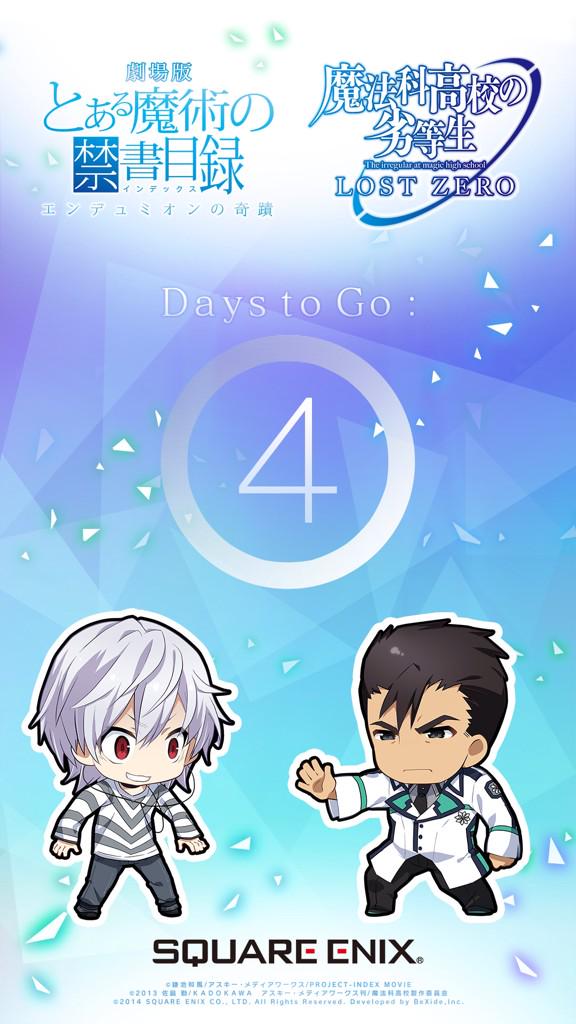 劇場版
とある魔術の
禁書目録
インデックス
エンデュミオンの奇蹟
魔法科高校の
劣等生
The irregular at magic high school
LOST ZERO
Days to Go :
4
SQUARE ENIX®
©鎌池和馬/アスキー・メディアワークス/PROJECT-INDEX MOVIE
©2013 佐島 勤/KADOKAWA アスキー・メディアワークス刊/魔法科高校製作委員会
©2014 SQUARE ENIX CO., LTD. All Rights Reserved. Developed by BeXide,Inc.